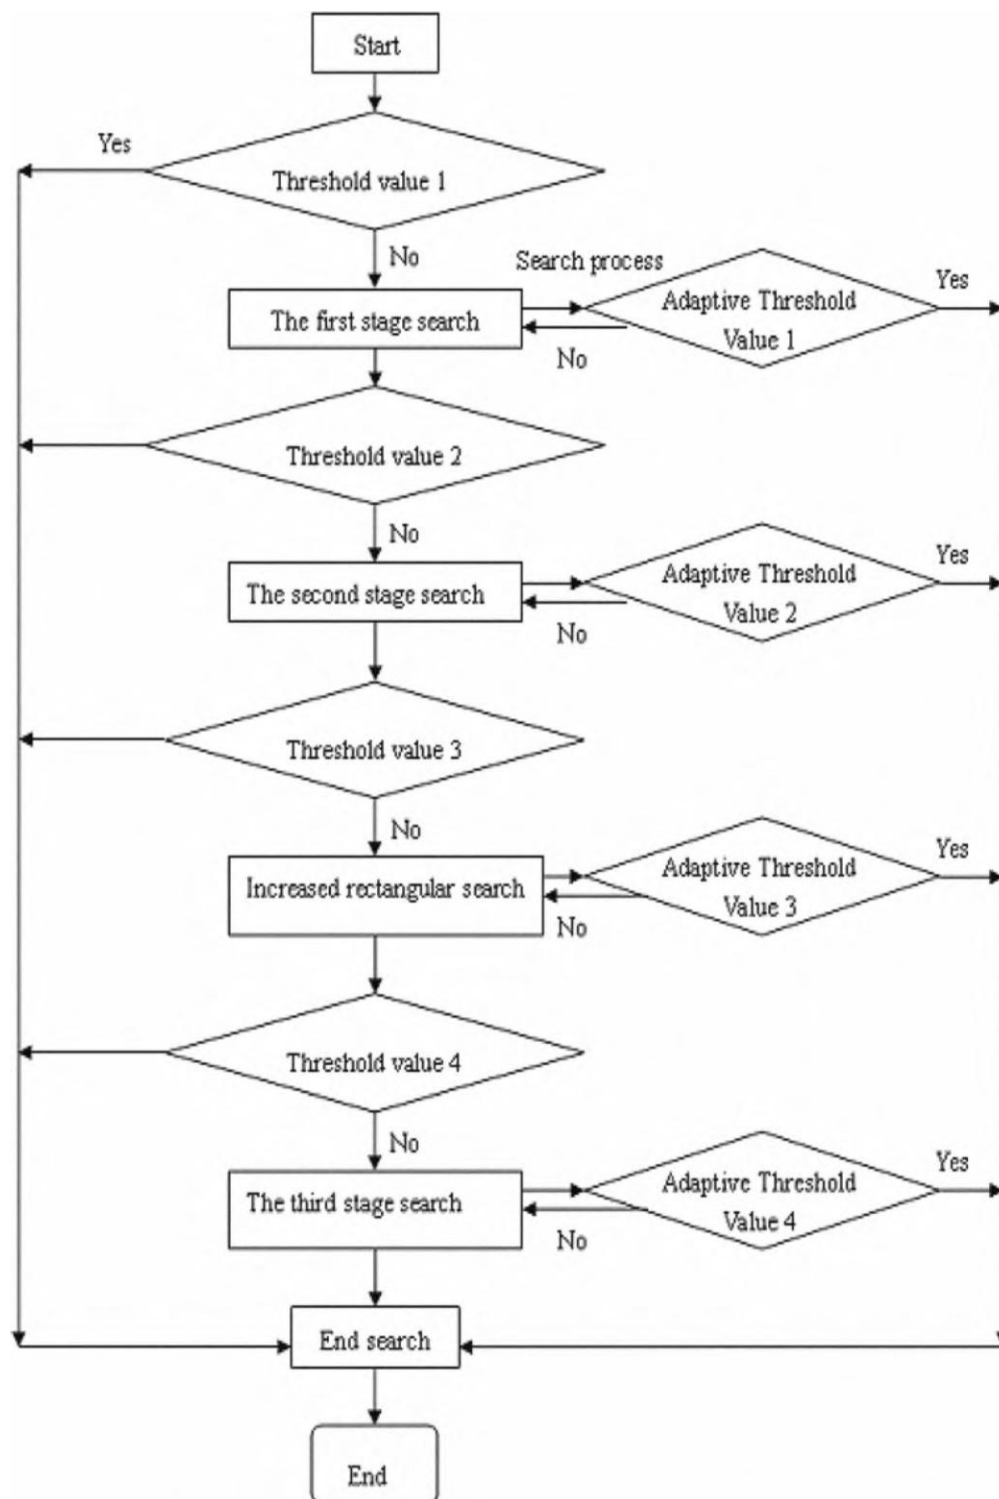 Start
Yes
Threshold value 1
No
Search process
Adaptive Threshold
Value 1
Yes
The first stage search
No
Threshold value 2
No
Adaptive Threshold
Value 2
Yes
The second stage search
No
Threshold value 3
No
Adaptive Threshold
Value 3
Yes
Increased rectangular search
No
Threshold value 4
No
Adaptive Threshold
Value 4
Yes
The third stage search
No
End search
End